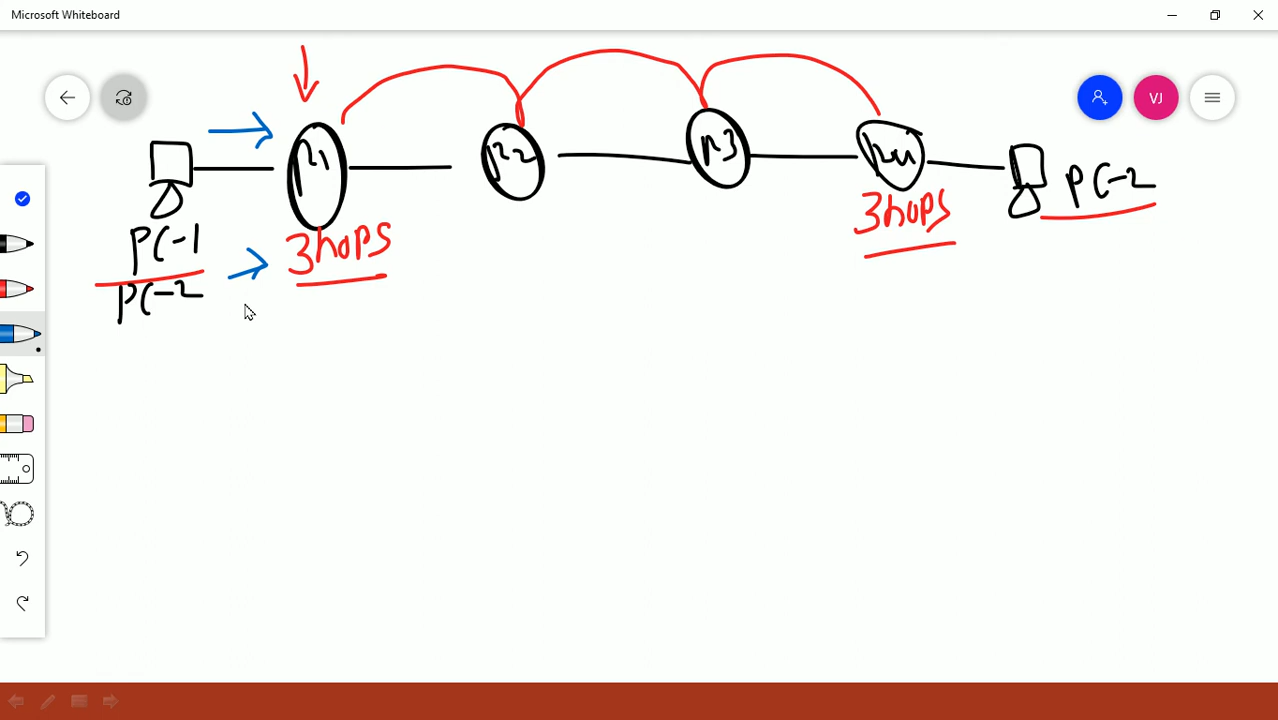 Microsoft Whiteboard
VJ
R1
R2
R3
R4
PC-2
3hops
3hops
PC-1
PC-2